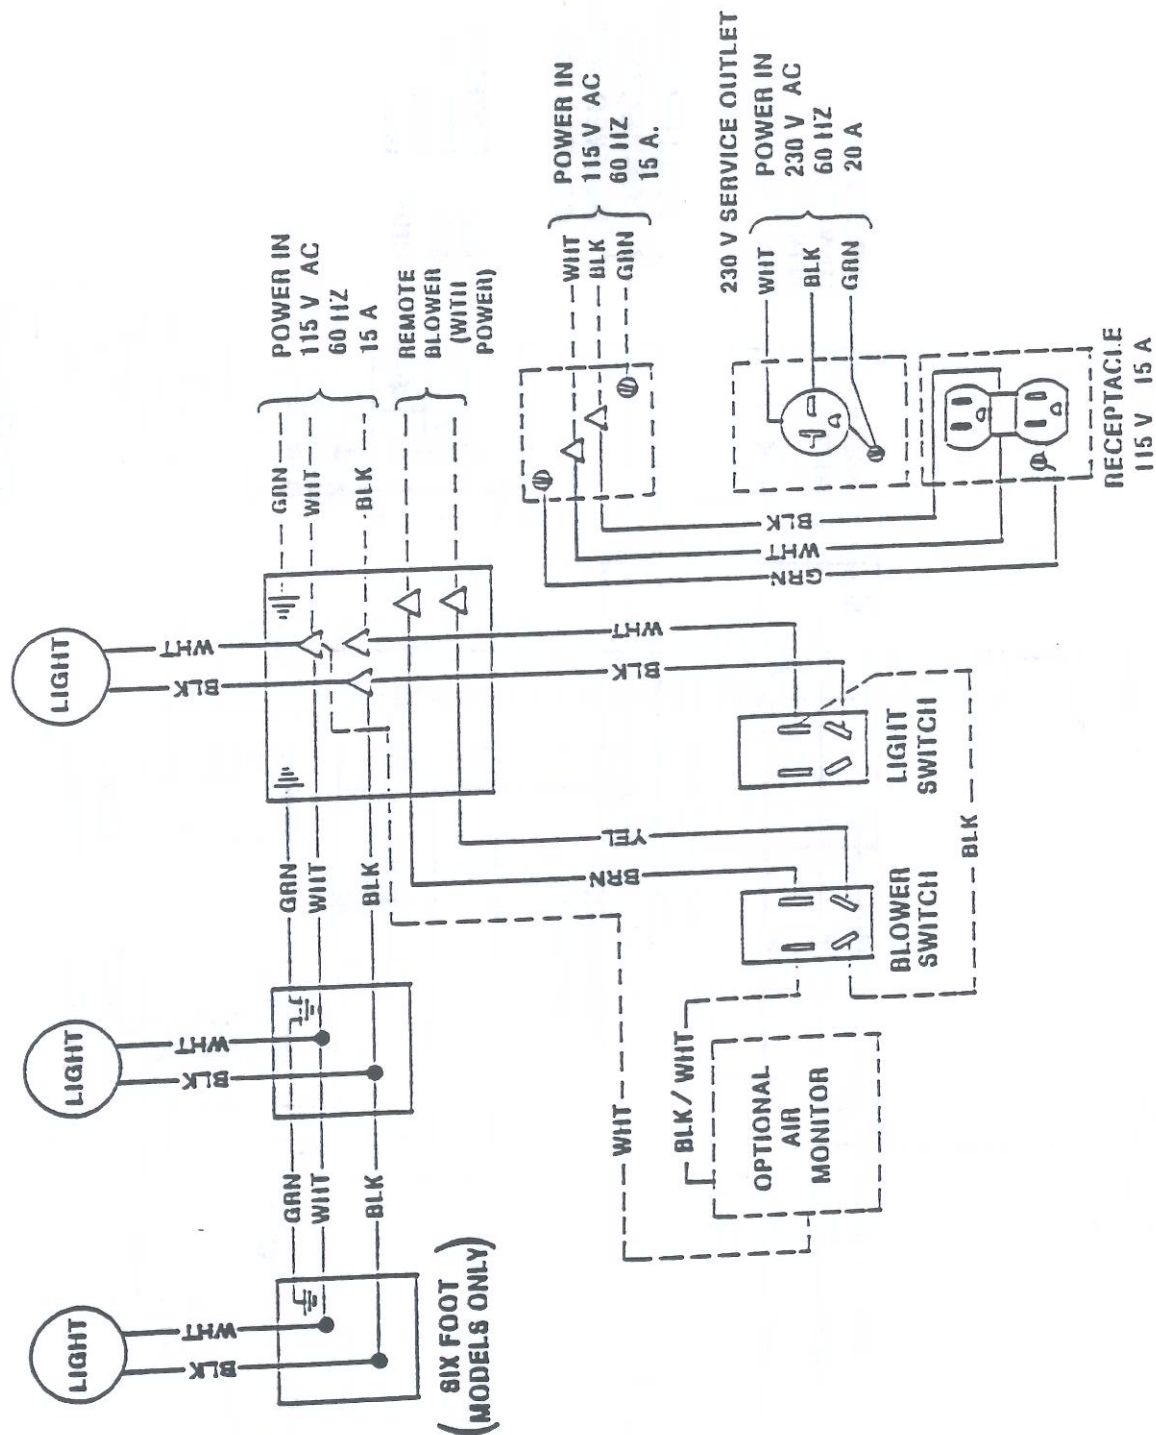 LIGHT
WHT
BLK
POWER IN
115 V AC
60 HZ
15 A
GRN
WHT
BLK
REMOTE
BLOWER
(WITH
POWER)
GRN
WHT
BLK
LIGHT
WHT
BLK
GRN
WHT
BLK
LIGHT
WHT
BLK
(SIX FOOT
MODELS ONLY)
WHT
BLK
YEL
BRN
LIGHT
SWITCH
BLOWER
SWITCH
BLK
BLK/WHT
WHT
OPTIONAL
AIR
MONITOR
POWER IN
115 V AC
60 HZ
15 A.
WHT
BLK
GRN
230 V SERVICE OUTLET
POWER IN
230 V AC
60 HZ
20 A
WHT
BLK
GRN
BLK
WHT
GRN
RECEPTACLE
115 V 15 A